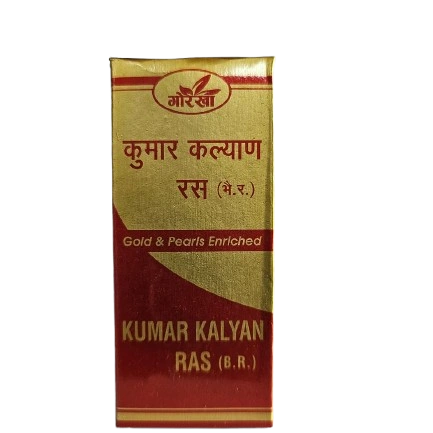 गोरखा
कुमार कल्याण
रस (भै.र.)
Gold & Pearls Enriched
KUMAR KALYAN
RAS (B.R.)